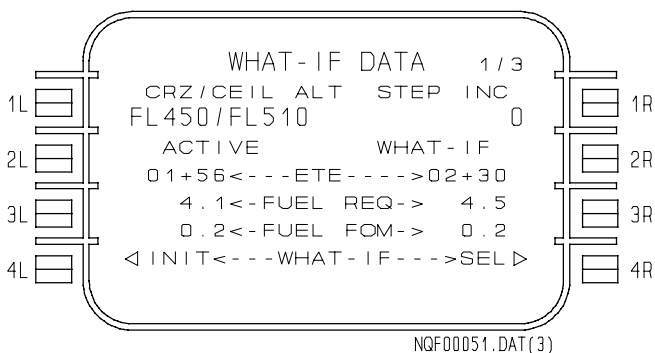 WHAT-IF DATA 1/3
CRZ/CEIL ALT STEP INC
1L 1R
FL450/FL510 0
ACTIVE WHAT-IF
2L 2R
01+56<---ETE---->02+30
4.1<-FUEL REQ-> 4.5
3L 3R
0.2<-FUEL FOM-> 0.2
◁INIT<---WHAT-IF--->SEL▷
4L 4R
NQF00051.DAT(3)